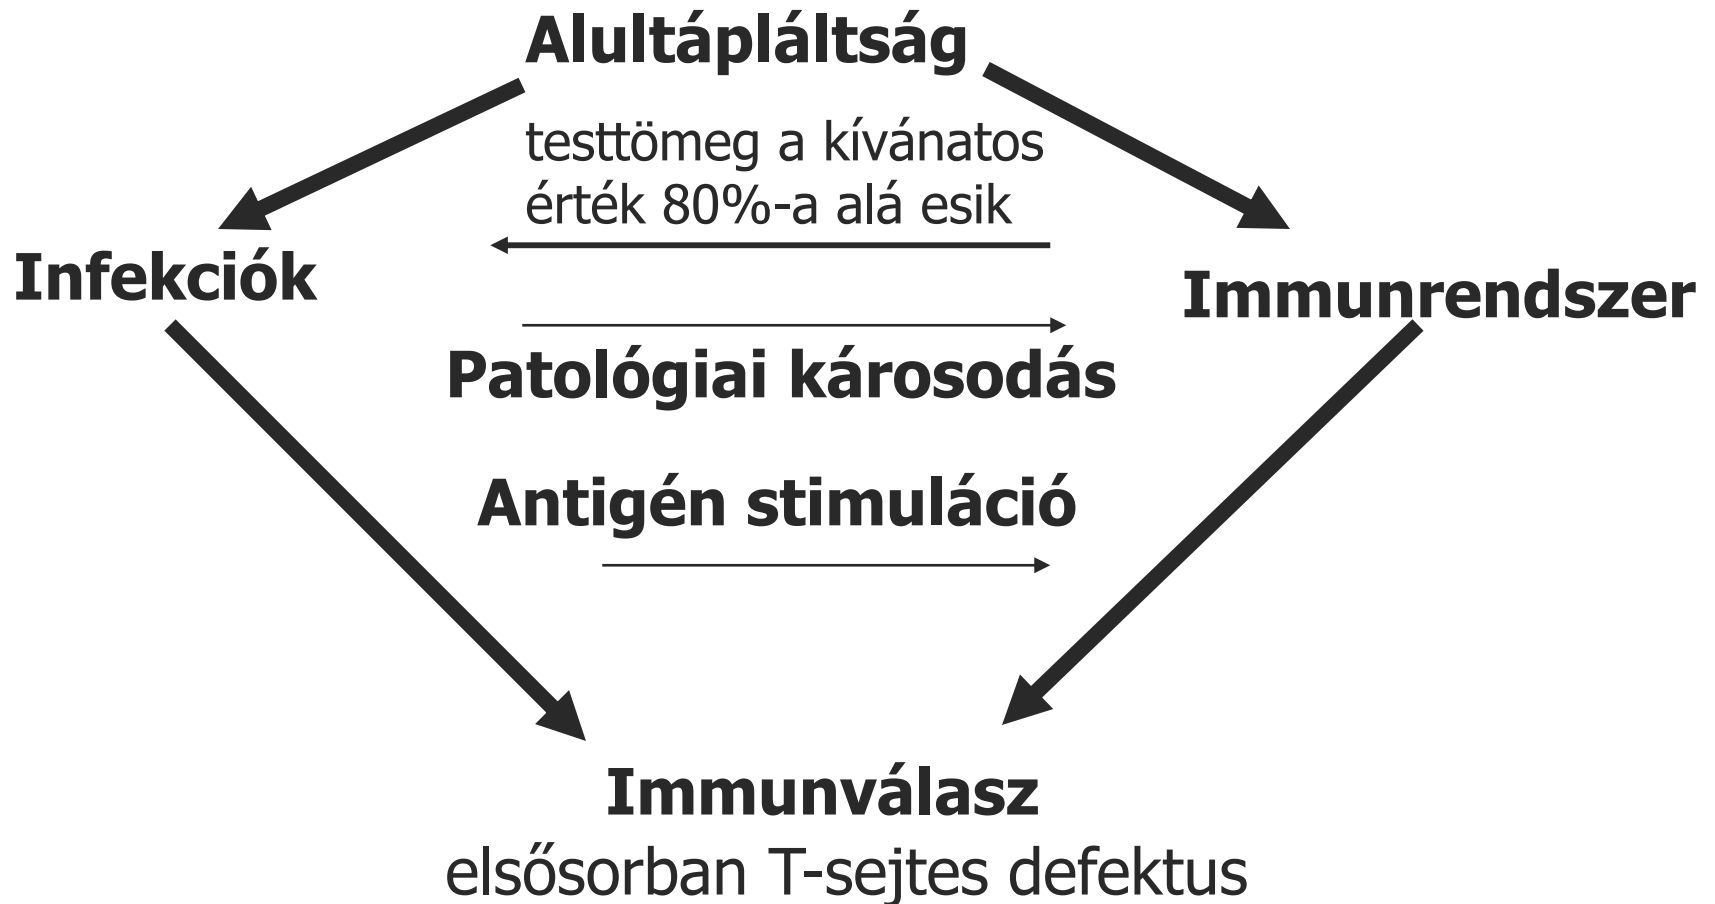 Alultápláltság
testtömeg a kívánatos
érték 80%-a alá esik
Infekciók
Immunrendszer
Patológiai károsodás
Antigén stimuláció
Immunválasz
elsősorban T-sejtes defektus